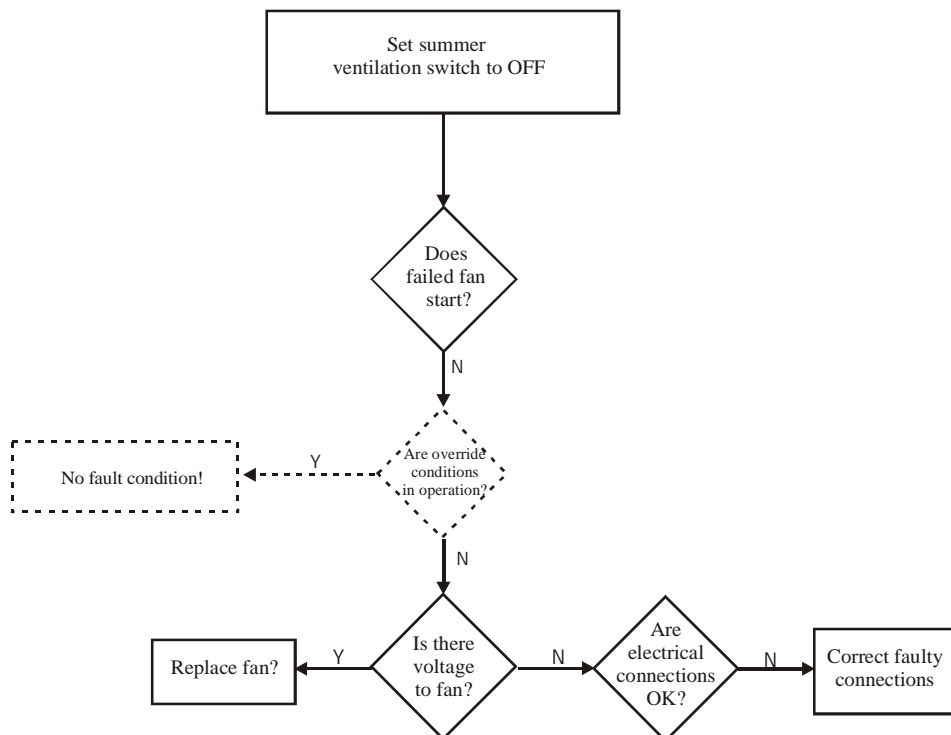 Set summer
ventilation switch to OFF
Does
failed fan
start?
N
Are override
conditions
in operation?
Y
No fault condition!
N
Is there
voltage
to fan?
Y
Replace fan?
N
Are
electrical
connections
OK?
N
Correct faulty
connections